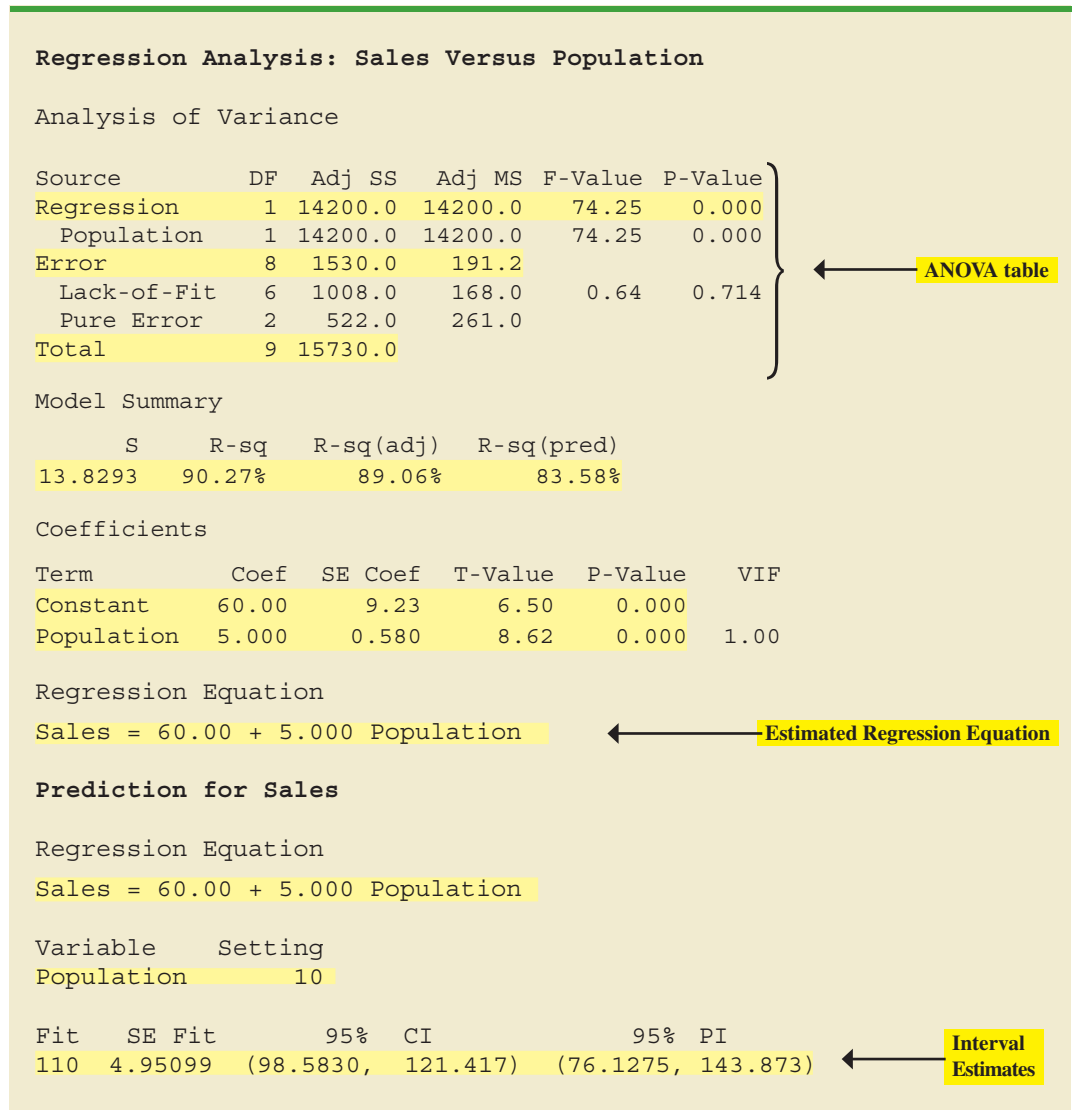 Regression Analysis: Sales Versus Population
Analysis of Variance
Source DF Adj SS Adj MS F-Value P-Value
Regression 1 14200.0 14200.0 74.25 0.000
Population 1 14200.0 14200.0 74.25 0.000
Error 8 1530.0 191.2
ANOVA table
Lack-of-Fit 6 1008.0 168.0 0.64 0.714
Pure Error 2 522.0 261.0
Total 9 15730.0
Model Summary
S R-sq R-sq(adj) R-sq(pred)
13.8293 90.27% 89.06% 83.58%
Coefficients
Term Coef SE Coef T-Value P-Value VIF
Constant 60.00 9.23 6.50 0.000
Population 5.000 0.580 8.62 0.000 1.00
Regression Equation
Sales = 60.00 + 5.000 Population
Estimated Regression Equation
Prediction for Sales
Regression Equation
Sales = 60.00 + 5.000 Population
Variable Setting
Population 10
Fit SE Fit 95% CI 95% PI
110 4.95099 (98.5830, 121.417) (76.1275, 143.873)
Interval
Estimates